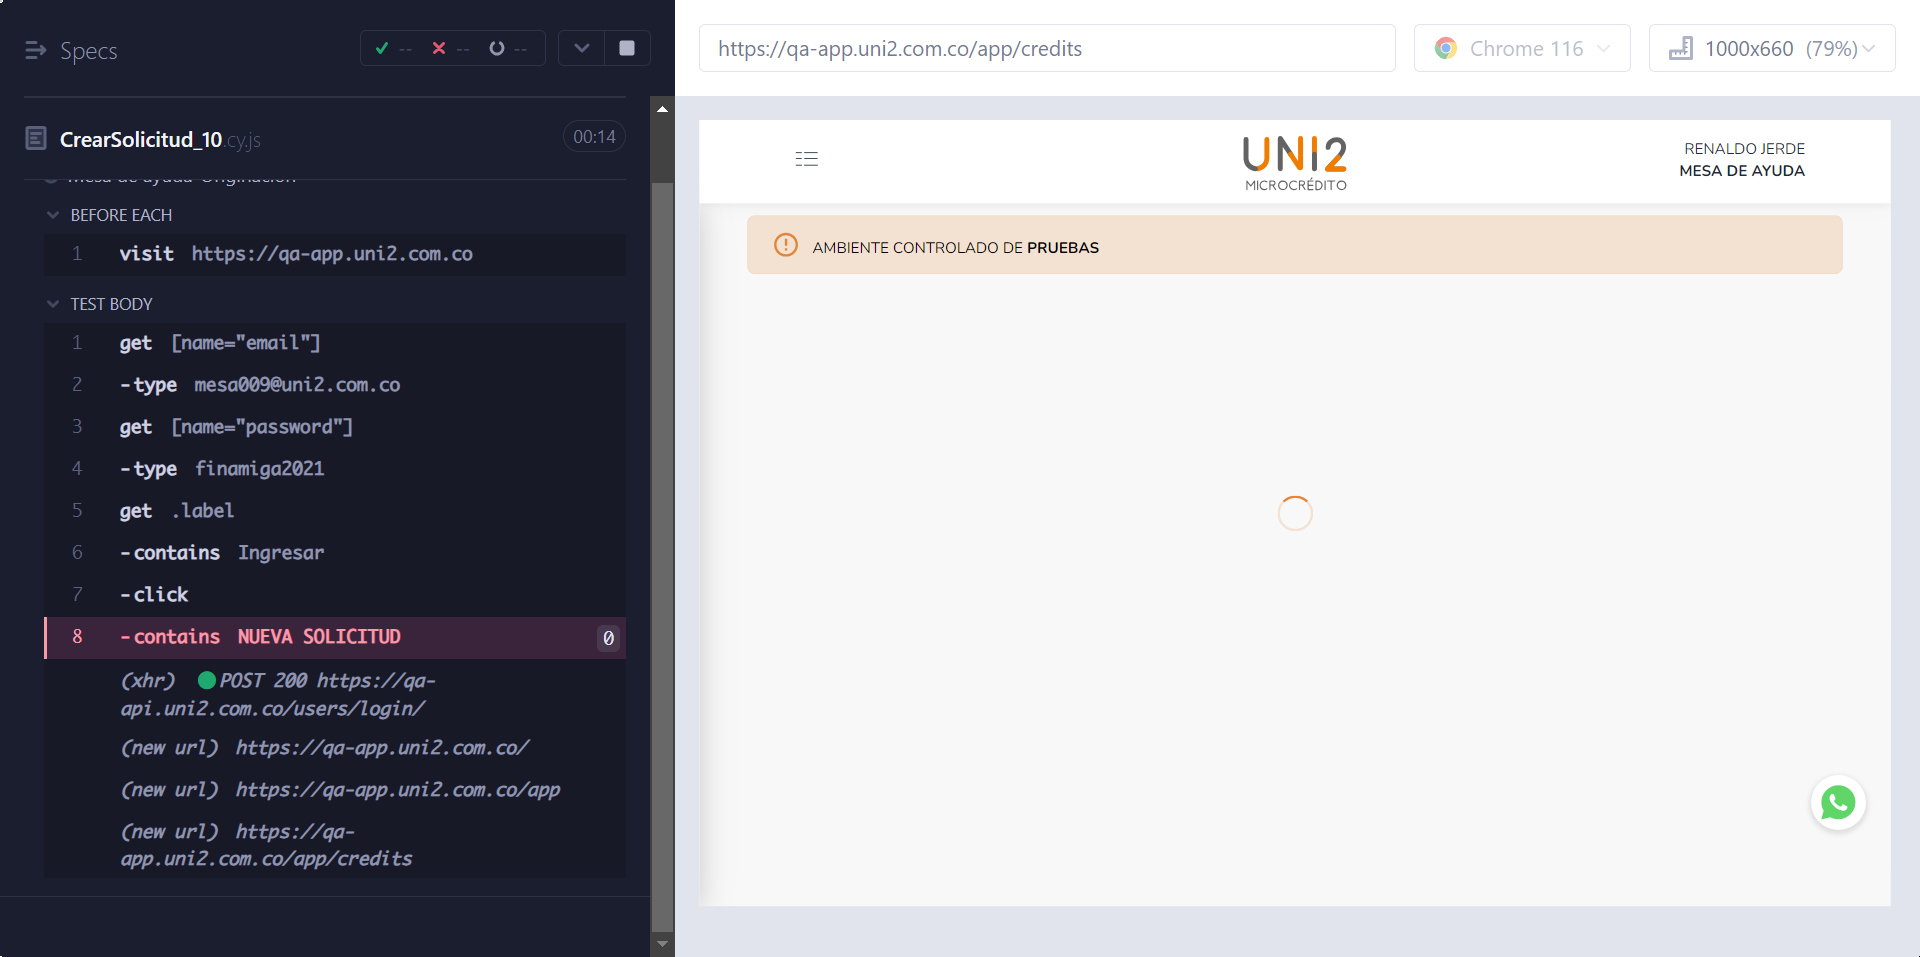 Specs
-- -- --
CrearSolicitud_10.cy.js
00:14
Mesa de ayuda Originación
BEFORE EACH
1 visit https://qa-app.uni2.com.co
TEST BODY
1 get [name="email"]
2 -type mesa009@uni2.com.co
3 get [name="password"]
4 -type finamiga2021
5 get .label
6 -contains Ingresar
7 -click
8 -contains NUEVA SOLICITUD 0
(xhr) POST 200 https://qa-
api.uni2.com.co/users/login/
(new url) https://qa-app.uni2.com.co/
(new url) https://qa-app.uni2.com.co/app
(new url) https://qa-
app.uni2.com.co/app/credits
https://qa-app.uni2.com.co/app/credits
Chrome 116
1000x660 (79%)
UNI2
MICROCRÉDITO
RENALDO JERDE
MESA DE AYUDA
AMBIENTE CONTROLADO DE PRUEBAS